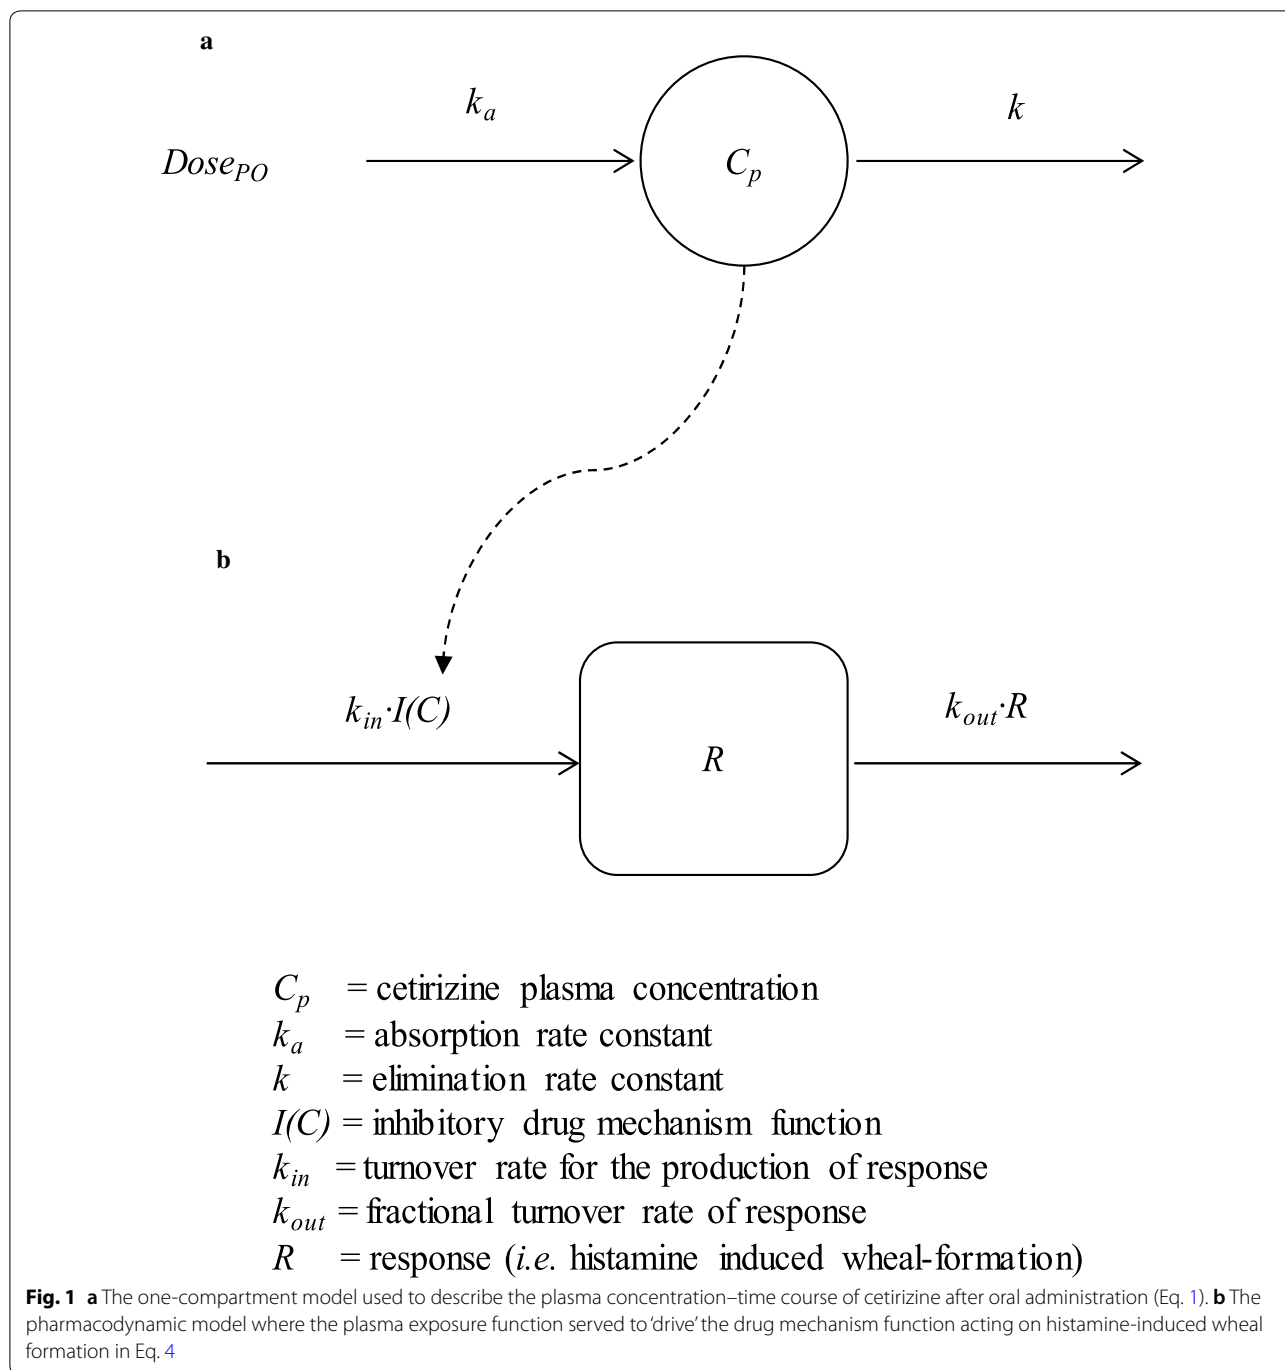 a
k_a
k
Dose_PO
C_p
b
k_in·I(C)
k_out·R
R
C_p = cetirizine plasma concentration
k_a = absorption rate constant
k = elimination rate constant
I(C) = inhibitory drug mechanism function
k_in = turnover rate for the production of response
k_out = fractional turnover rate of response
R = response (i.e. histamine induced wheal-formation)
Fig. 1 a The one-compartment model used to describe the plasma concentration–time course of cetirizine after oral administration (Eq. 1). b The
pharmacodynamic model where the plasma exposure function served to ‘drive’ the drug mechanism function acting on histamine-induced wheal
formation in Eq. 4